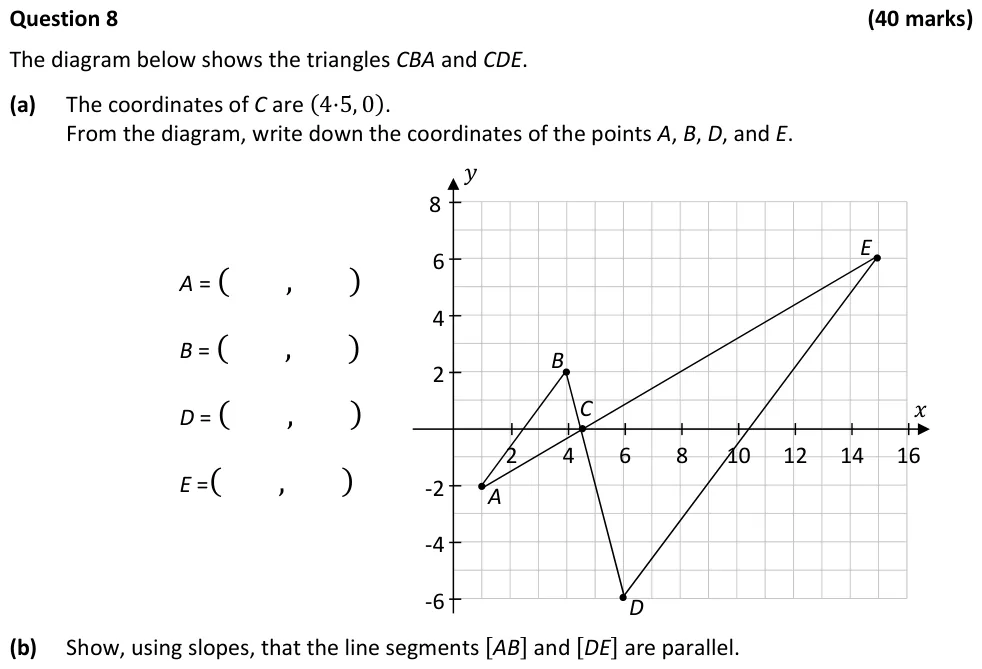 Question 8 (40 marks)
The diagram below shows the triangles CBA and CDE.
(a) The coordinates of C are (4·5, 0).
From the diagram, write down the coordinates of the points A, B, D, and E.
y
8
6
4
2
-2
-4
-6
E
B
C
x
2 4 6 8 10 12 14 16
A
D
A = ( , )
B = ( , )
D = ( , )
E =( , )
(b) Show, using slopes, that the line segments [AB] and [DE] are parallel.